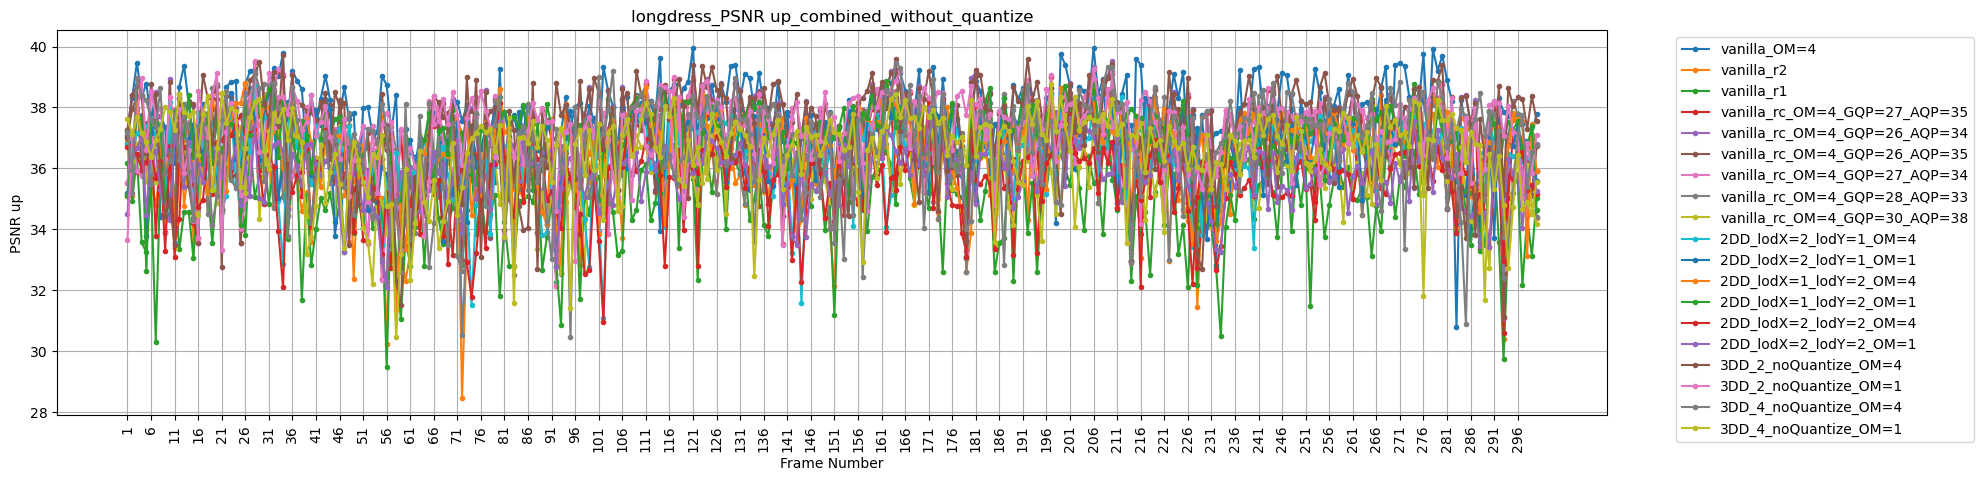 longdress_PSNR up_combined_without_quantize
PSNR up
40
38
36
34
32
30
28
1 6 11 16 21 26 31 36 41 46 51 56 61 66 71 76 81 86 91 96 101 106 111 116 121 126 131 136 141 146 151 156 161 166 171 176 181 186 191 196 201 206 211 216 221 226 231 236 241 246 251 256 261 266 271 276 281 286 291 296
Frame Number
vanilla_OM=4
vanilla_r2
vanilla_r1
vanilla_rc_OM=4_GQP=27_AQP=35
vanilla_rc_OM=4_GQP=26_AQP=34
vanilla_rc_OM=4_GQP=26_AQP=35
vanilla_rc_OM=4_GQP=27_AQP=34
vanilla_rc_OM=4_GQP=28_AQP=33
vanilla_rc_OM=4_GQP=30_AQP=38
2DD_lodX=2_lodY=1_OM=4
2DD_lodX=2_lodY=1_OM=1
2DD_lodX=1_lodY=2_OM=4
2DD_lodX=1_lodY=2_OM=1
2DD_lodX=2_lodY=2_OM=4
2DD_lodX=2_lodY=2_OM=1
3DD_2_noQuantize_OM=4
3DD_2_noQuantize_OM=1
3DD_4_noQuantize_OM=4
3DD_4_noQuantize_OM=1